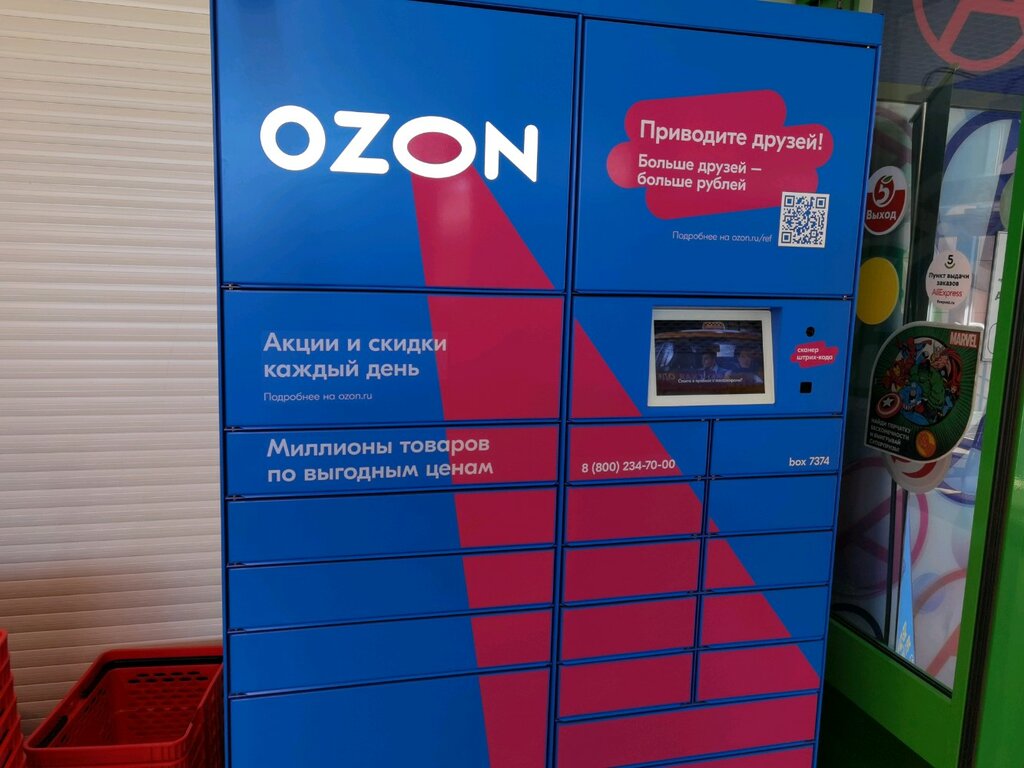 OZON
Приводите друзей!
Больше друзей —
больше рублей
Подробнее на ozon.ru/ref
Акции и скидки
каждый день
Подробнее на ozon.ru
сканер
штрих-кода
Миллионы товаров
по выгодным ценам
8 (800) 234-70-00
box 7374
5
Выход
5
Пункт выдачи
заказов
AliExpress
MARVEL